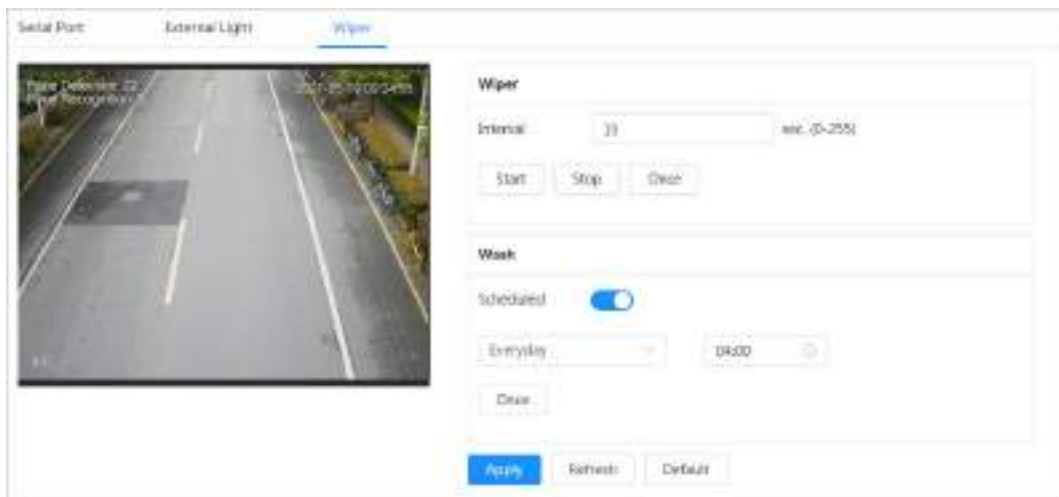 Serial Port External Light Wiper
Wiper
Interval sec. (0-255)
Start Stop Once
Wash
Scheduled
Everyday 04:00
Once
Apply Refresh Default